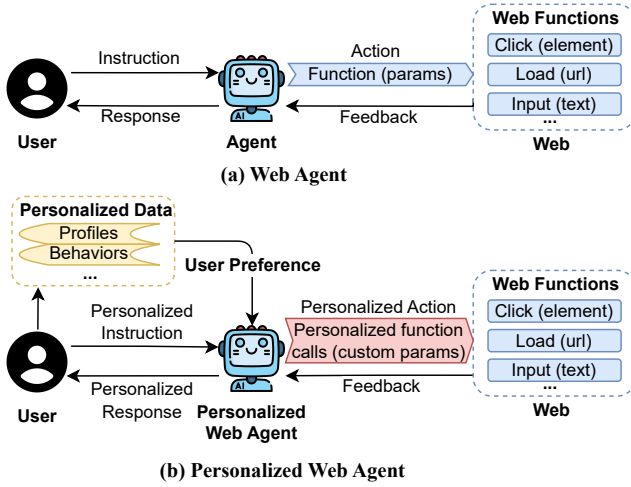 Web Functions
Instruction
Action
Click (element)
Function (params)
Load (url)
Response
AI
Feedback
Input (text)
...
User
Agent
Web
(a) Web Agent
Personalized Data
Profiles
Behaviors
...
User Preference
Web Functions
Personalized
Instruction
Personalized Action
Click (element)
Personalized function
calls (custom params)
Load (url)
Personalized
Response
AI
Feedback
Input (text)
...
User
Personalized
Web Agent
Web
(b) Personalized Web Agent